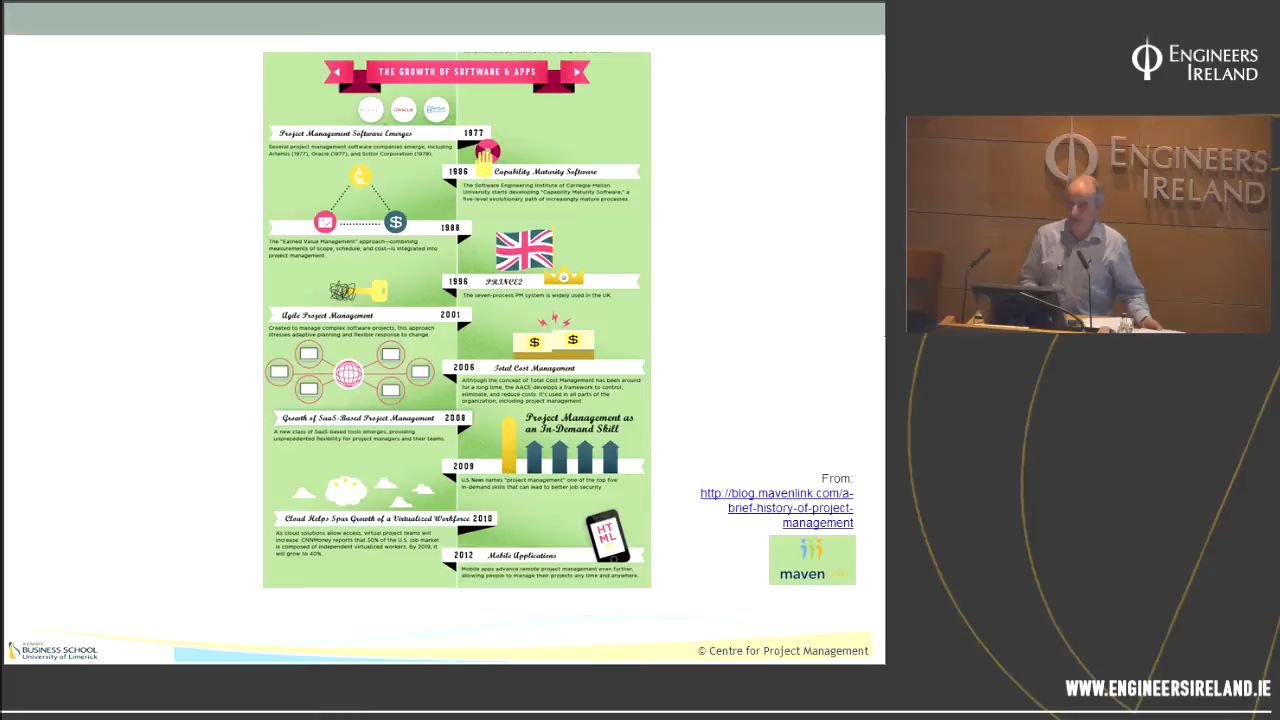 THE GROWTH OF SOFTWARE & APPS
ORACLE
Project Management Software Emerges 1977
Several project management software companies emerge, including
Artemis (1977), Oracle (1977), and Scitor Corporation (1979).
1986 Capability Maturity Software
The Software Engineering Institute of Carnegie-Mellon
University starts developing "Capability Maturity Software," a
five-level evolutionary path of increasingly mature processes.
$
1988
The "Earned Value Management" approach—combining
measurements of scope, schedule, and cost—is integrated into
project management.
1996 PRINCE2
The seven-process PM system is widely used in the UK.
Agile Project Management 2001
Created to manage complex software projects, this approach
stresses adaptive planning and flexible response to change.
$ $
2006 Total Cost Management
Although the concept of Total Cost Management has been around
for a long time, the AACE develops a framework to control,
eliminate, and reduce costs. It's used in all parts of the
organization, including project management.
Growth of SaaS-Based Project Management 2008
A new class of SaaS-based tools emerges, providing
unprecedented flexibility for project managers and their teams.
Project Management as
an In-Demand Skill
2009
U.S. News names "project management" one of the top five
in-demand skills that can lead to better job security
Cloud Helps Spur Growth of a Virtualized Workforce 2010
As cloud solutions allow access, virtual project teams will
increase. CNNMoney reports that 50% of the U.S. job market
is composed of independent virtualized workers. By 2019, it
will grow to 40%.
HT
ML
2012 Mobile Applications
Mobile apps advance remote project management even further,
allowing people to manage their projects any time and anywhere.
From:
http://blog.mavenlink.com/a-
brief-history-of-project-
management
mavenlink
KEMMY
BUSINESS SCHOOL
University of Limerick
© Centre for Project Management
ENGINEERS
IRELAND
ENGINEERS
IRELAND
WWW.ENGINEERSIRELAND.IE